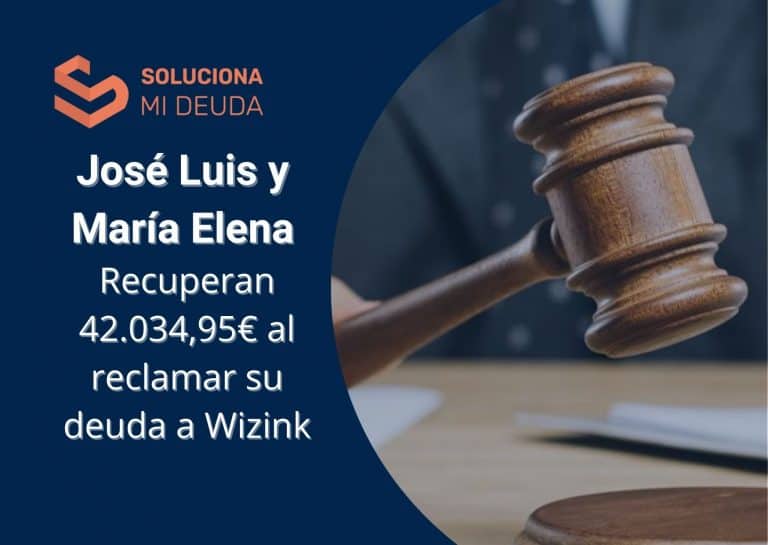 SOLUCIONA
MI DEUDA
José Luis y
María Elena
Recuperan
42.034,95€ al
reclamar su
deuda a Wizink